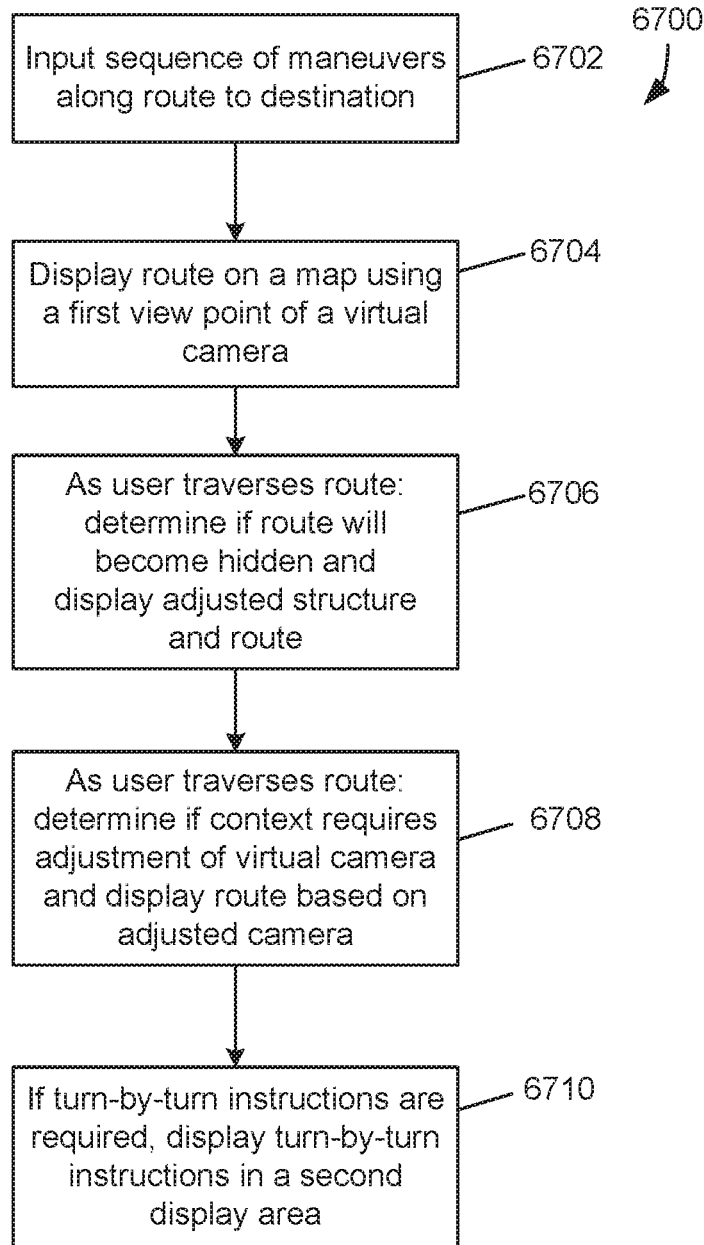 6700
Input sequence of maneuvers
along route to destination
6702
Display route on a map using
a first view point of a virtual
camera
6704
As user traverses route:
determine if route will
become hidden and
display adjusted structure
and route
6706
As user traverses route:
determine if context requires
adjustment of virtual camera
and display route based on
adjusted camera
6708
If turn-by-turn instructions are
required, display turn-by-turn
instructions in a second
display area
6710